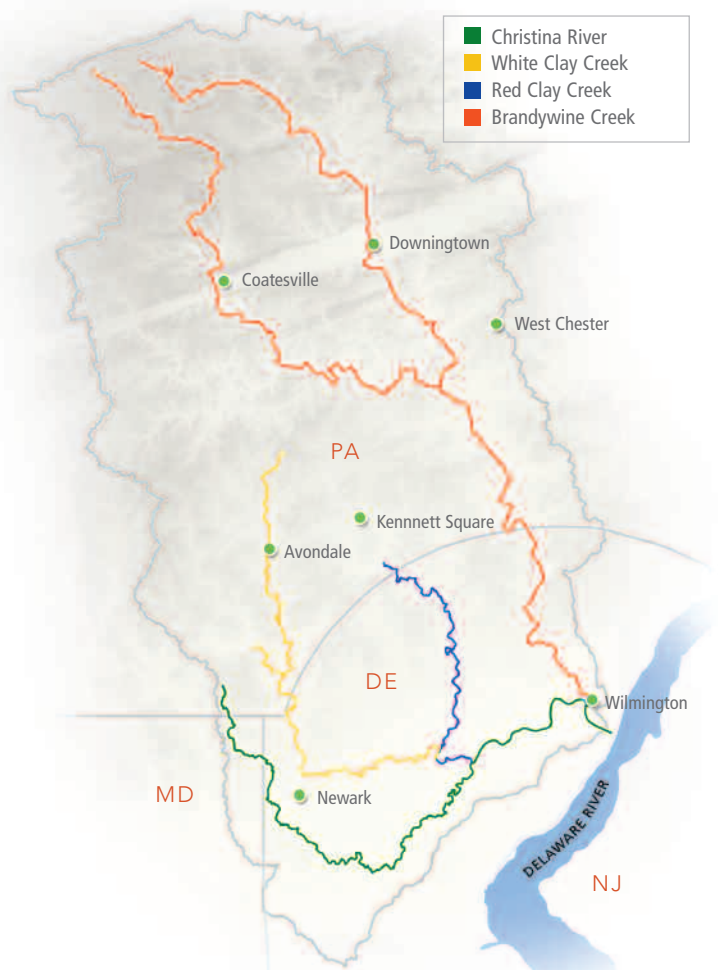 Christina River
White Clay Creek
Red Clay Creek
Brandywine Creek
Downingtown
Coatesville
West Chester
PA
Kennnett Square
Avondale
DE
Wilmington
MD
Newark
DELAWARE RIVER
NJ